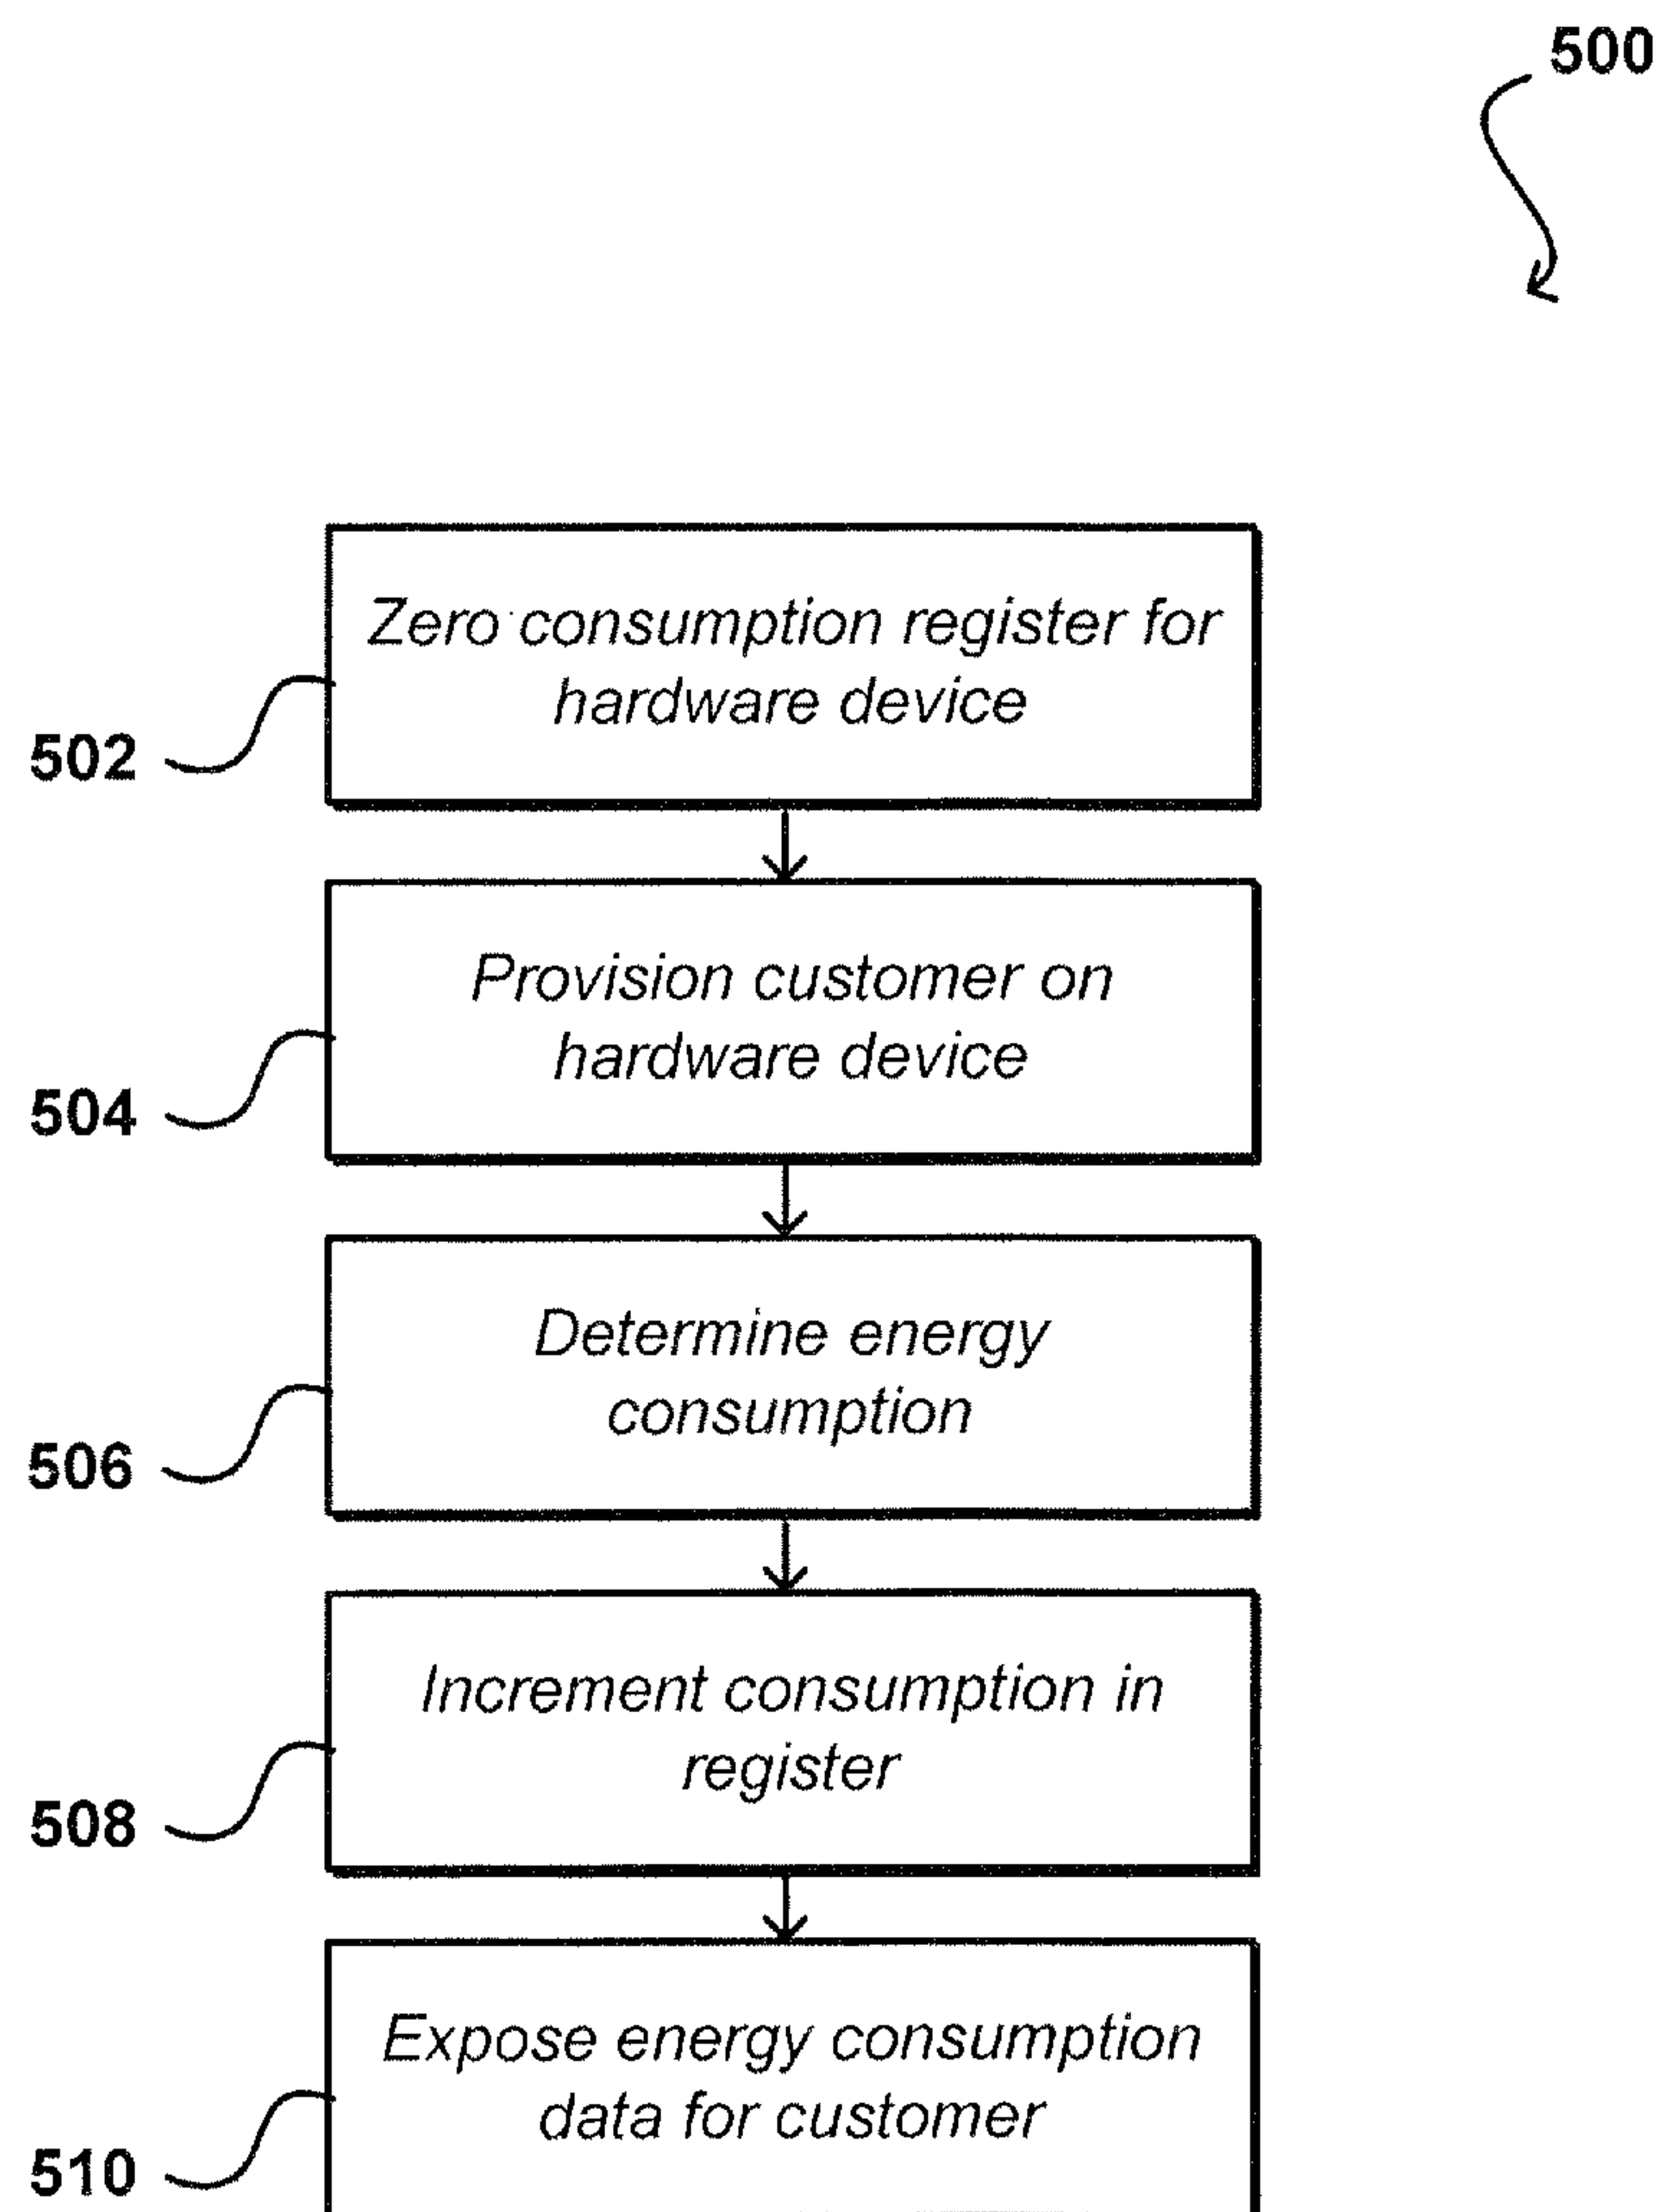 500
Zero consumption register for
hardware device
502
Provision customer on
hardware device
504
Determine energy
consumption
506
Increment consumption in
register
508
Expose energy consumption
data for customer
510